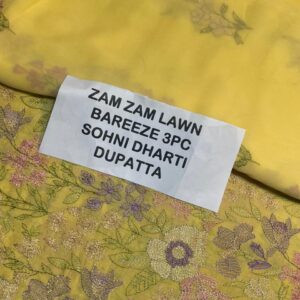 ZAM ZAM LAWN
BAREEZE 3PC
SOHNI DHARTI
DUPATTA